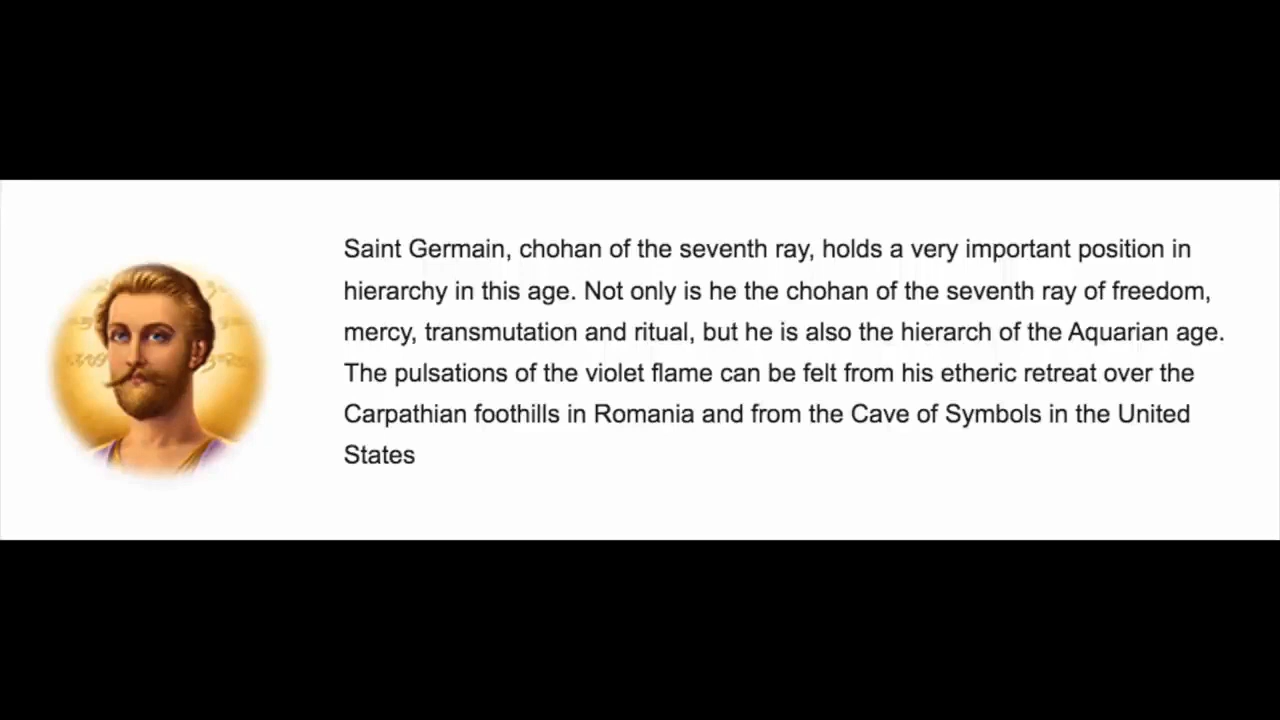 Saint Germain, chohan of the seventh ray, holds a very important position in
hierarchy in this age. Not only is he the chohan of the seventh ray of freedom,
mercy, transmutation and ritual, but he is also the hierarch of the Aquarian age.
The pulsations of the violet flame can be felt from his etheric retreat over the
Carpathian foothills in Romania and from the Cave of Symbols in the United
States